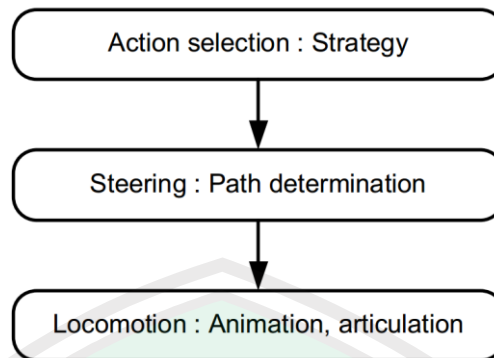 Action selection : Strategy
Steering : Path determination
Locomotion : Animation, articulation